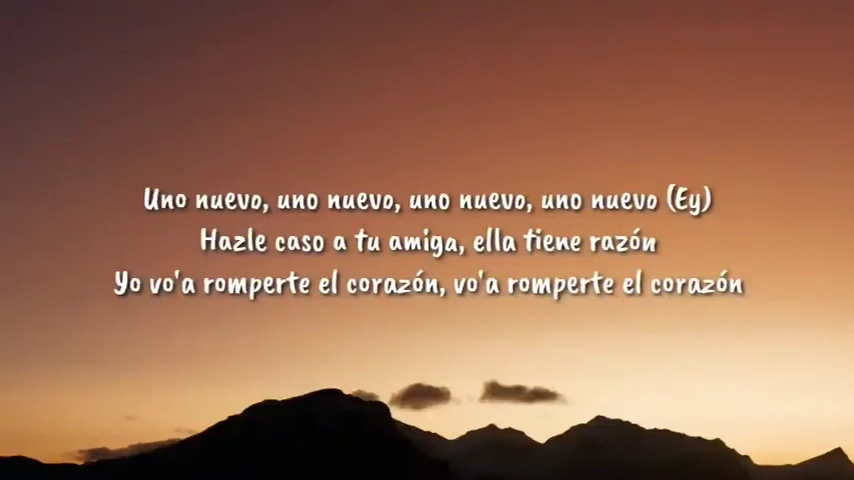 Uno nuevo, uno nuevo, uno nuevo, uno nuevo (Ey)
Hazle caso a tu amiga, ella tiene razón
Yo vo'a romperte el corazón, vo'a romperte el corazón